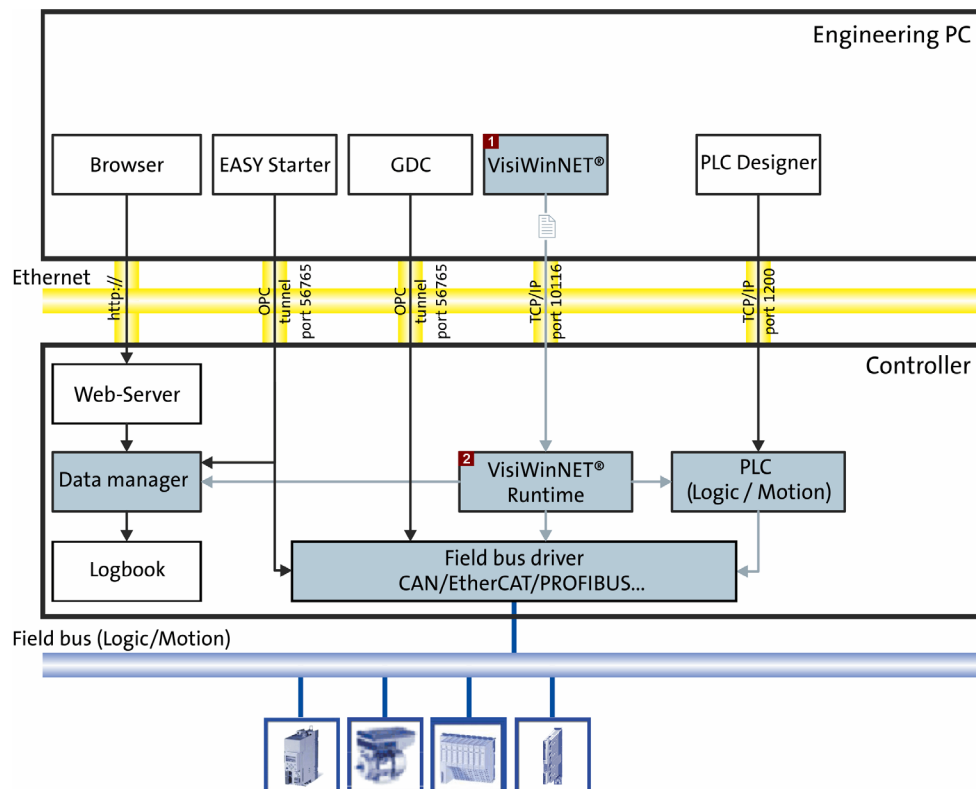 Engineering PC
Browser
EASY Starter
GDC
1
VisiWinNET®
PLC Designer
Ethernet
http://
OPC
tunnel
port 56765
OPC
tunnel
port 56765
TCP/IP
port 10116
TCP/IP
port 1200
Controller
Web-Server
Data manager
2
VisiWinNET®
Runtime
PLC
(Logic / Motion)
Logbook
Field bus driver
CAN/EtherCAT/PROFIBUS...
Field bus (Logic/Motion)